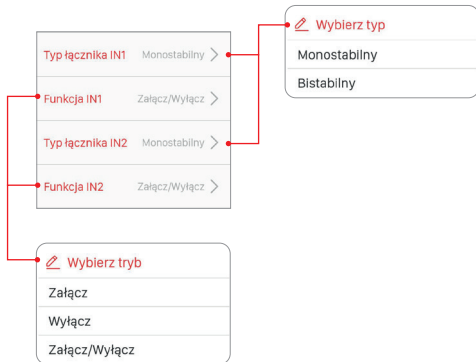 Wybierz typ
Monostabilny
Bistabilny
Typ łącznika IN1 Monostabilny
Funkcja IN1 Załącz/Wyłącz
Typ łącznika IN2 Monostabilny
Funkcja IN2 Załącz/Wyłącz
Wybierz tryb
Załącz
Wyłącz
Załącz/Wyłącz